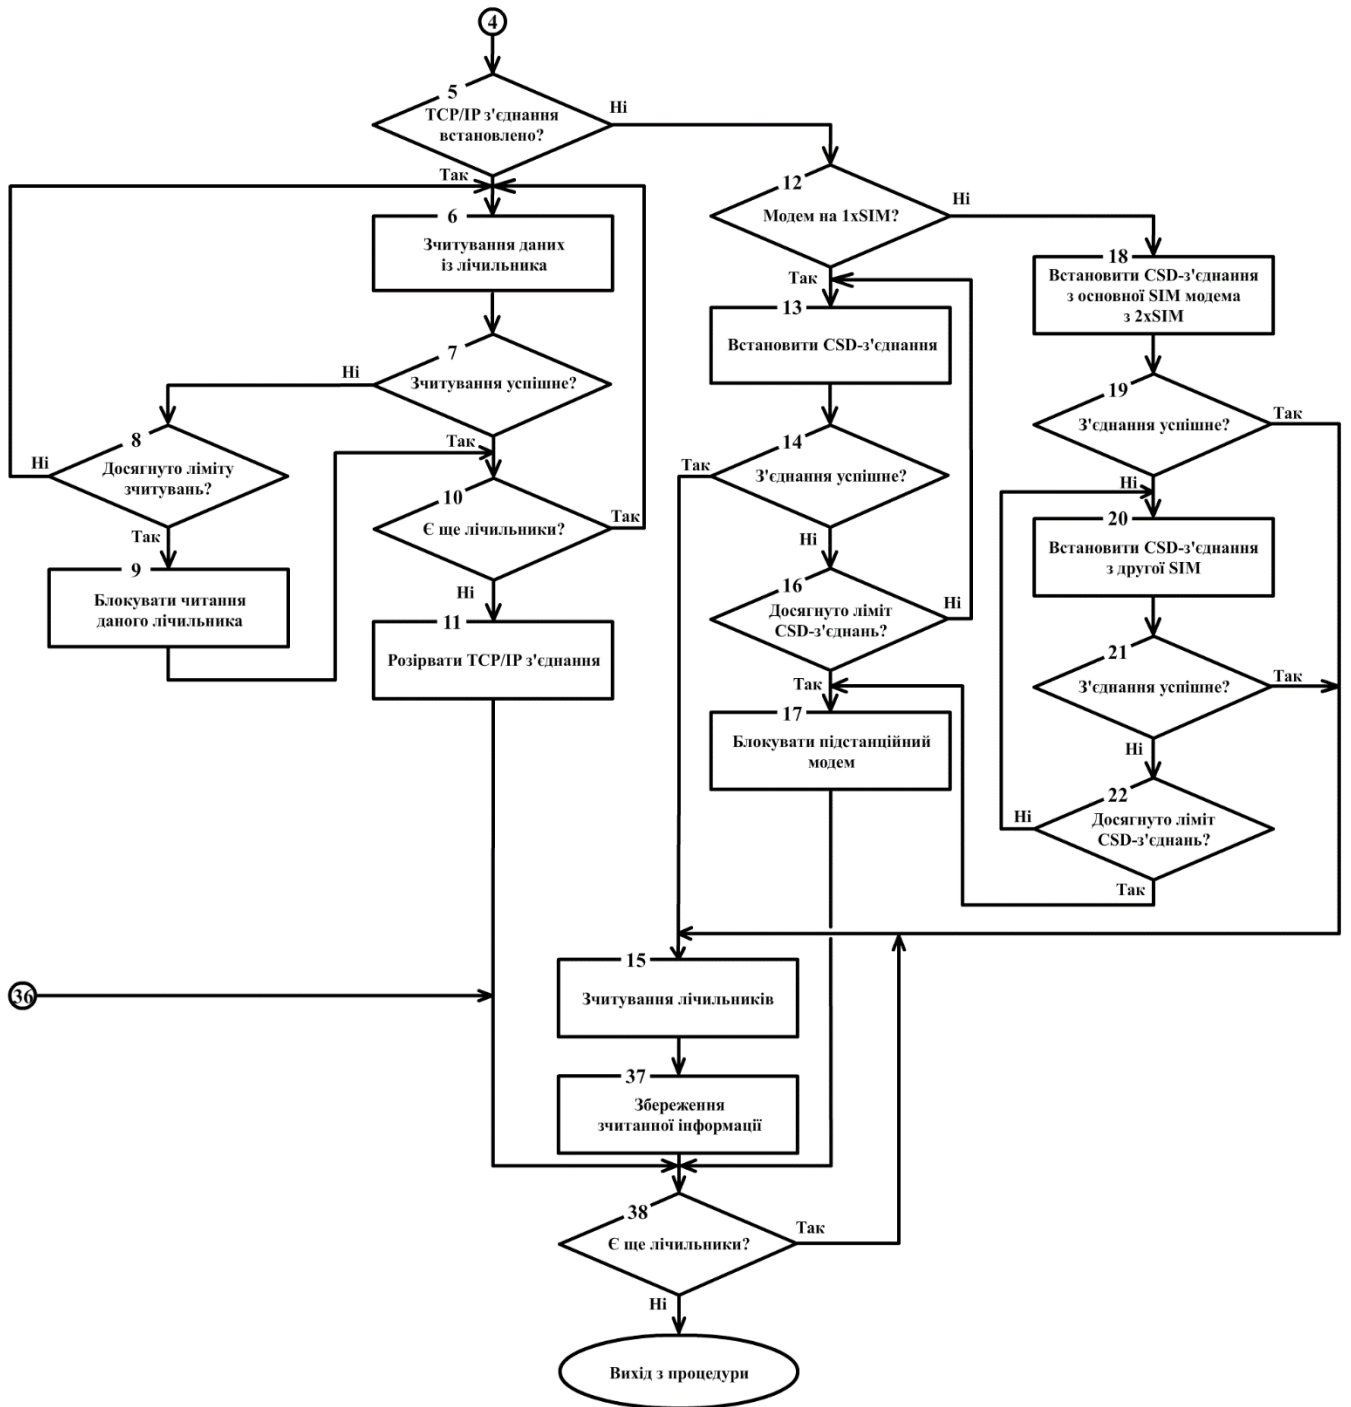 4
5
TCP/IP з'єднання
встановлено?
Ні
Так
6
Зчитування даних
із лічильника
7
Зчитування успішне?
Ні
Так
8
Досягнуто ліміту
зчитувань?
Ні
Так
9
Блокувати читання
даного лічильника
10
Є ще лічильники?
Так
Ні
11
Розірвати TCP/IP з'єднання
12
Модем на 1хSIM?
Ні
Так
13
Встановити CSD-з'єднання
14
З'єднання успішне?
Так
Ні
16
Досягнуто ліміт
CSD-з'єднань?
Ні
Так
17
Блокувати підстанційний
модем
18
Встановити CSD-з'єднання
з основної SIM модема
з 2хSIM
19
З'єднання успішне?
Так
Ні
20
Встановити CSD-з'єднання
з другої SIM
21
З'єднання успішне?
Так
Ні
22
Досягнуто ліміт
CSD-з'єднань?
Ні
Так
36
15
Зчитування лічильників
37
Збереження
зчитанної інформації
38
Є ще лічильники?
Так
Ні
Вихід з процедури